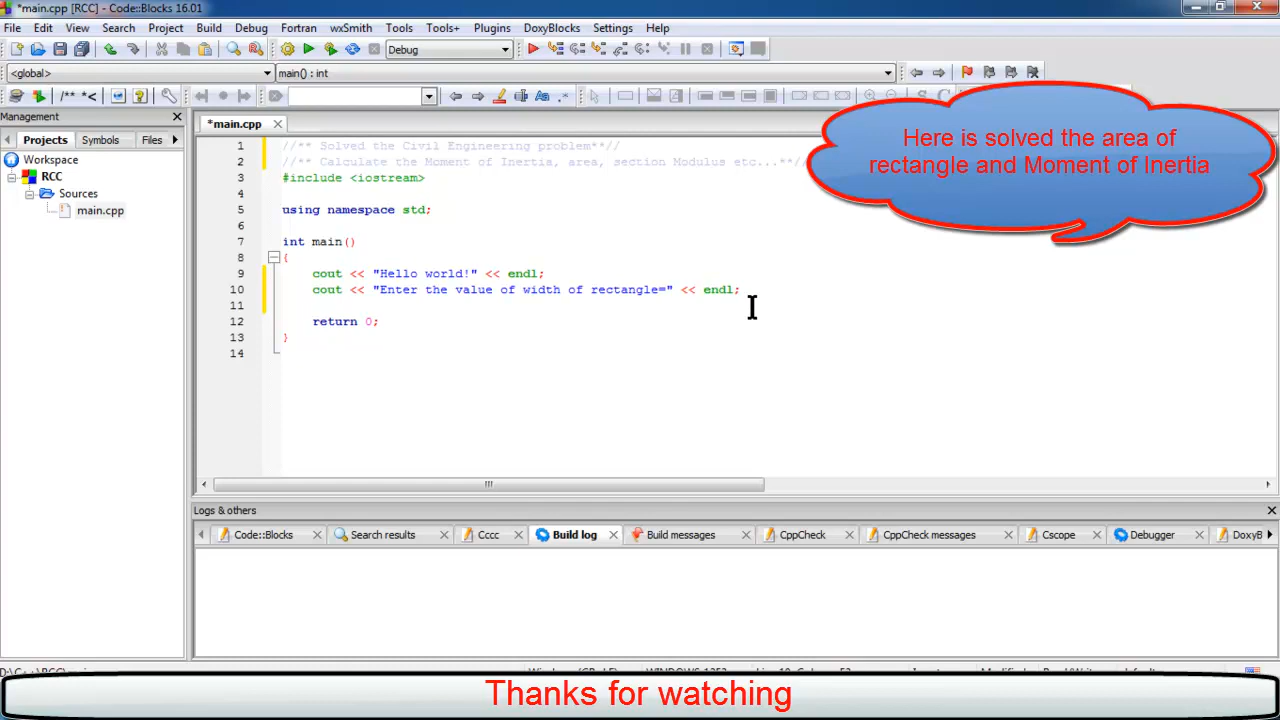 *main.cpp [RCC] - Code::Blocks 16.01
File Edit View Search Project Build Debug Fortran wxSmith Tools Tools+ Plugins DoxyBlocks Settings Help
Debug
<global> main() : int
/** *<
Management
Projects Symbols Files
Workspace
RCC
Sources
main.cpp
*main.cpp
1 //** Solved the Civil Engineering problem**//
2 //** Calculate the Moment of Inertia, area, section Modulus etc...**//
3 #include <iostream>
4
5 using namespace std;
6
7 int main()
8 {
9 cout << "Hello world!" << endl;
10 cout << "Enter the value of width of rectangle=" << endl;
11
12 return 0;
13 }
14
Here is solved the area of
rectangle and Moment of Inertia
Logs & others
Code::Blocks Search results Cccc Build log Build messages CppCheck CppCheck messages Cscope Debugger DoxyB
Thanks for watching